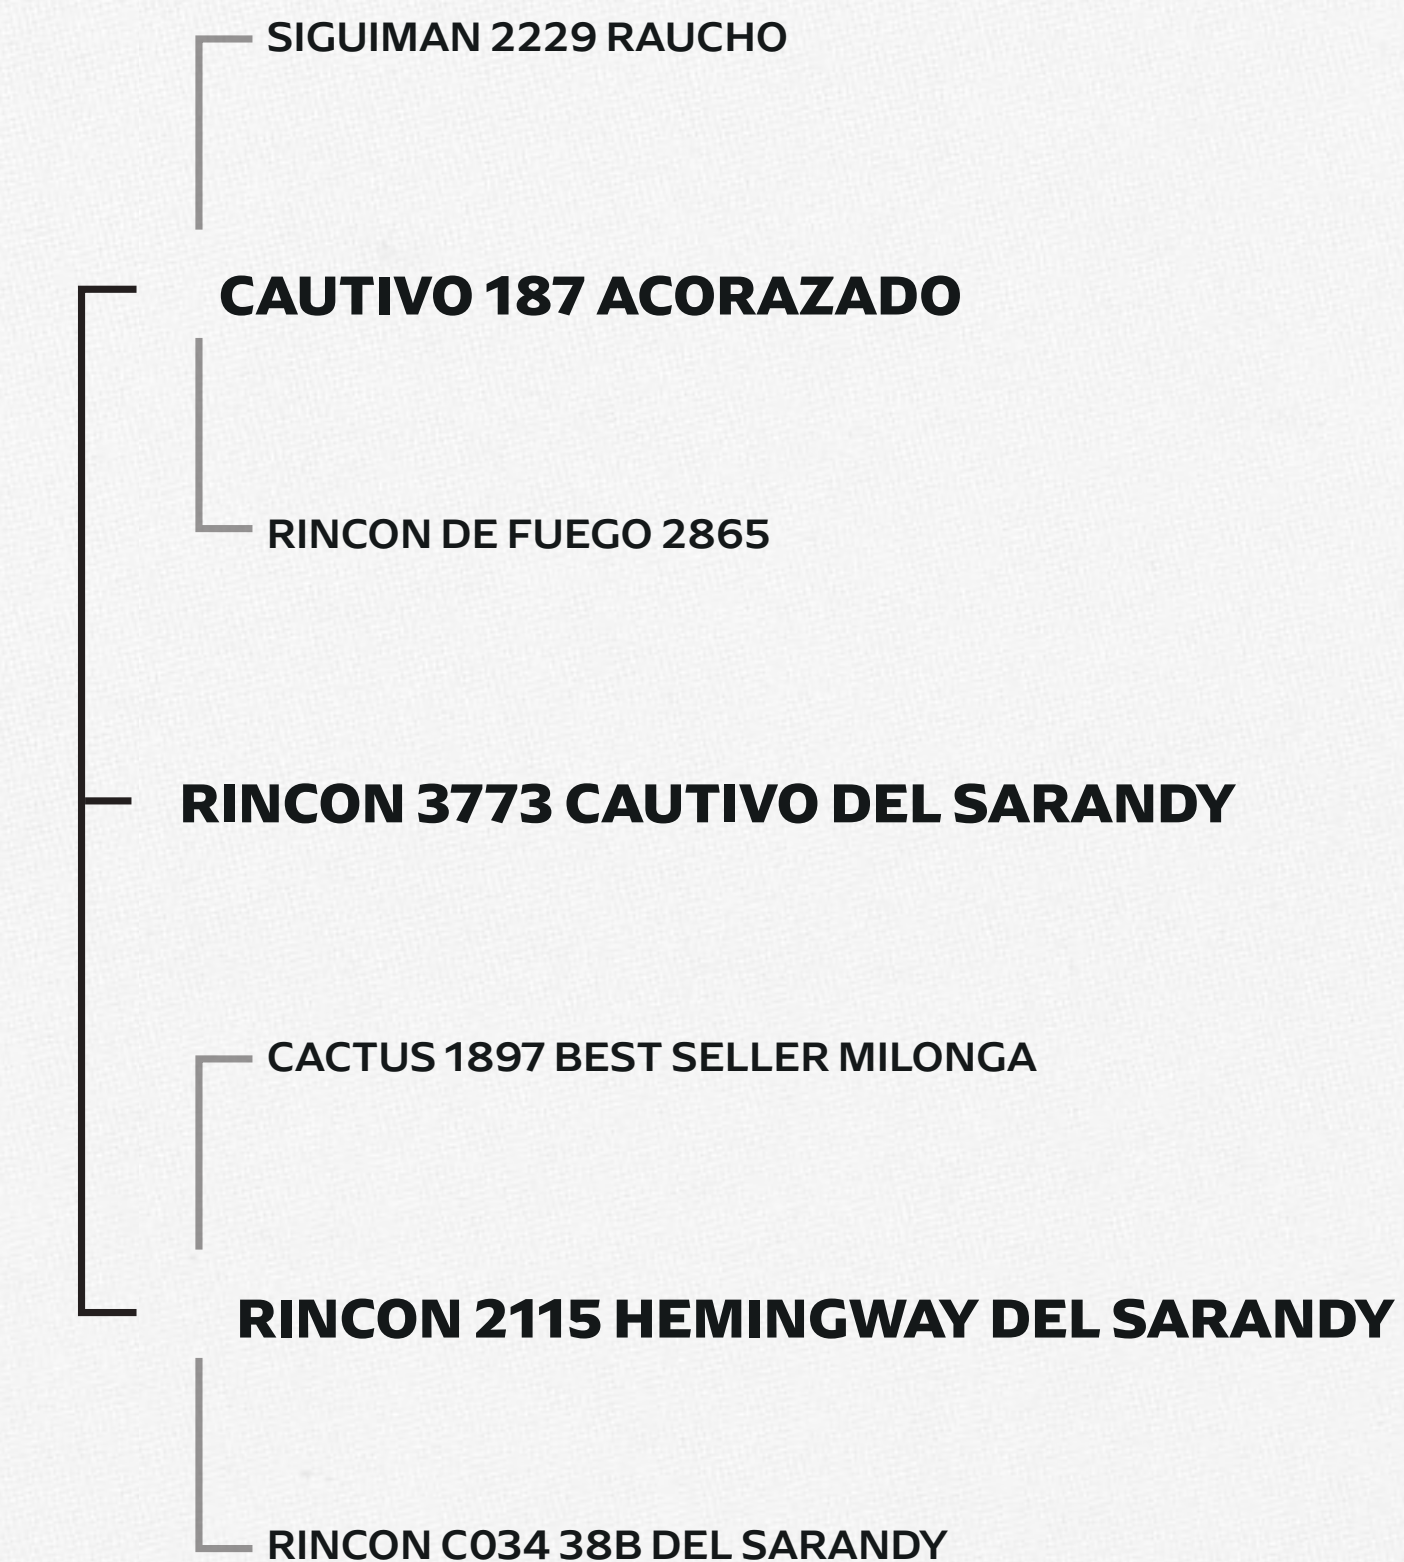 SIGUIMAN 2229 RAUCHO
CAUTIVO 187 ACORAZADO
RINCON DE FUEGO 2865
RINCON 3773 CAUTIVO DEL SARANDY
CACTUS 1897 BEST SELLER MILONGA
RINCON 2115 HEMINGWAY DEL SARANDY
RINCON C034 38B DEL SARANDY